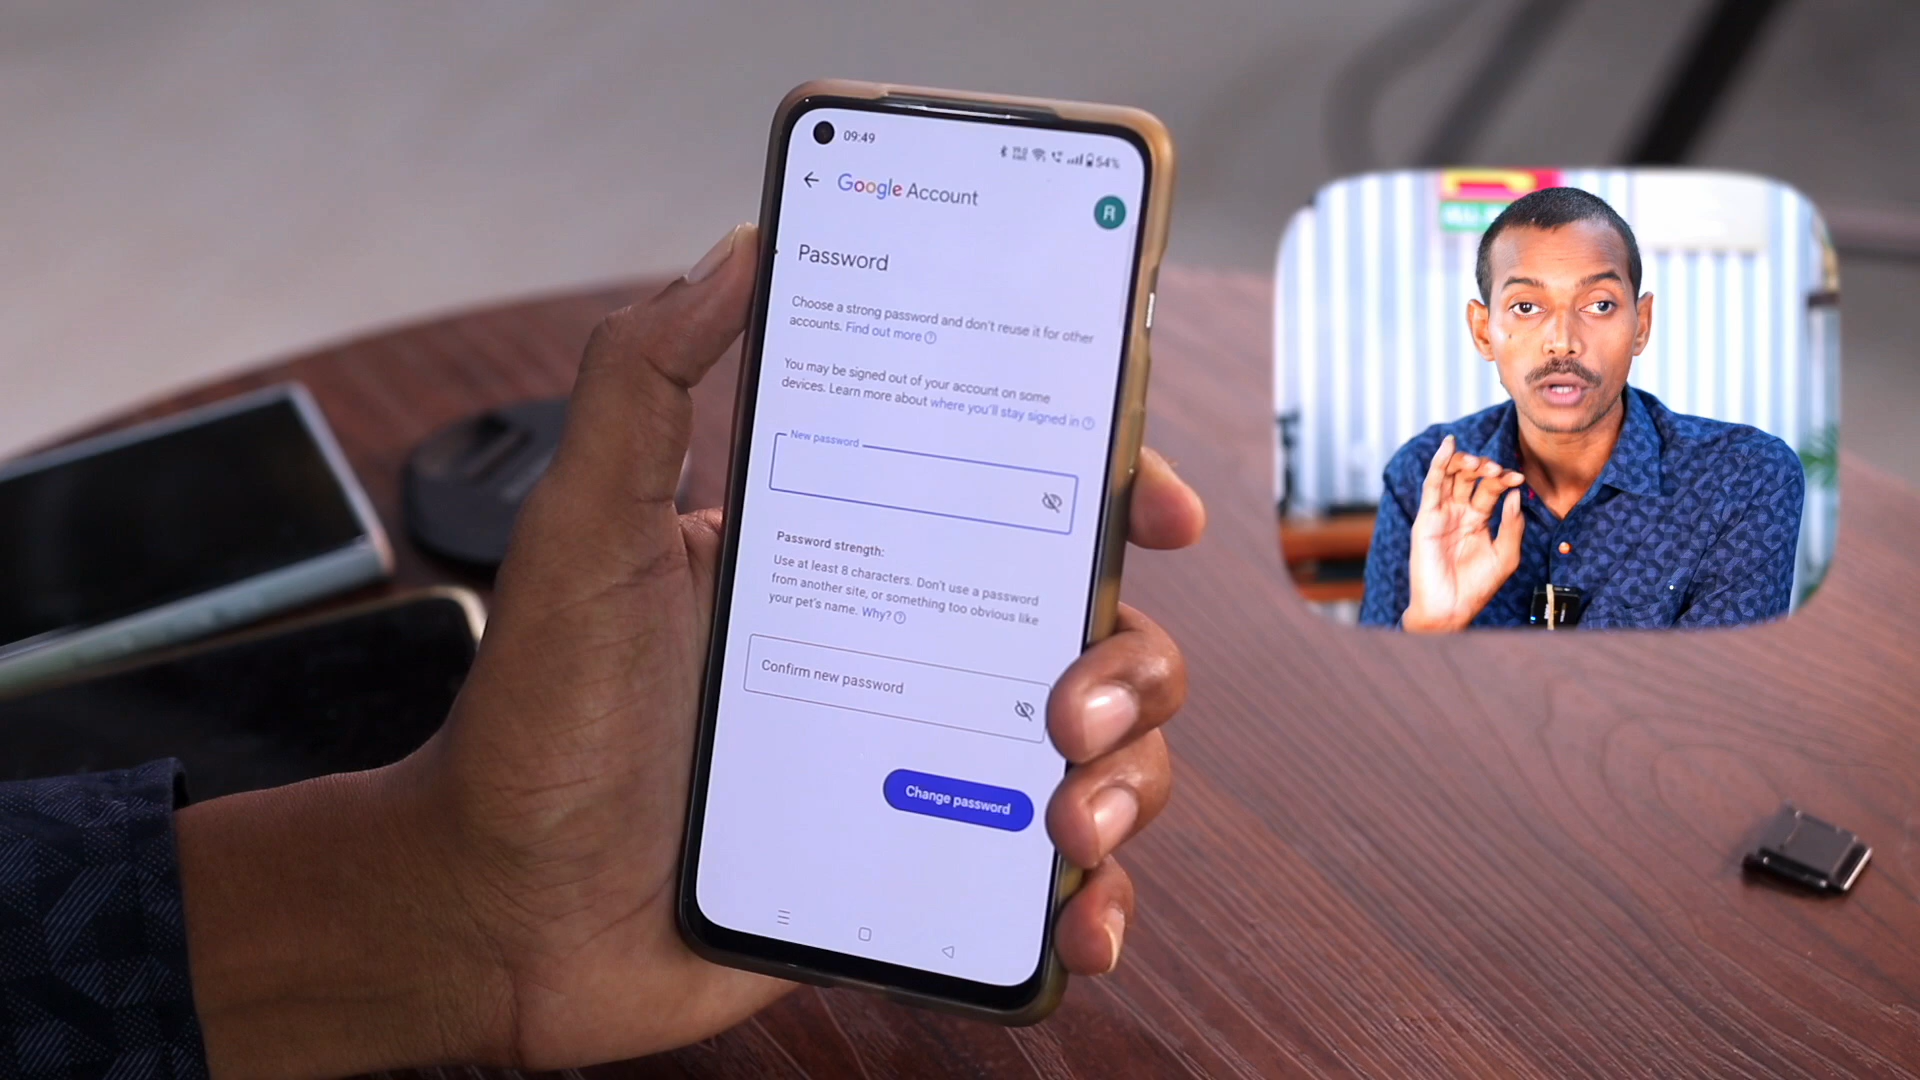 09:49
54%
Google Account
R
Password
Choose a strong password and don't reuse it for other
accounts. Find out more
You may be signed out of your account on some
devices. Learn more about where you'll stay signed in
New password
Password strength:
Use at least 8 characters. Don't use a password
from another site, or something too obvious like
your pet's name. Why?
Confirm new password
Change password